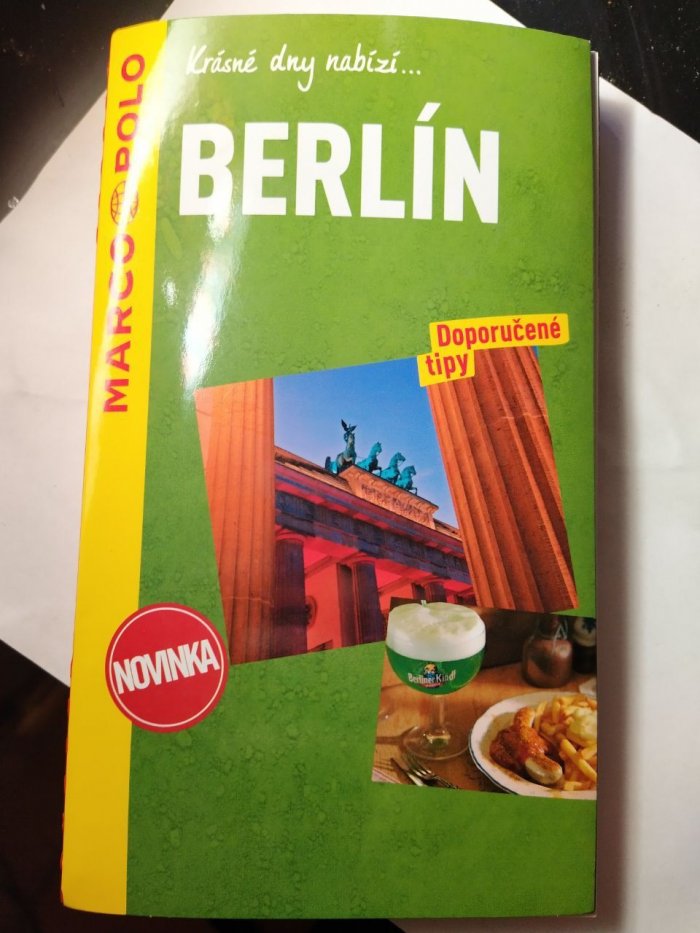 Krásné dny nabízí...
BERLÍN
MARCO POLO
Doporučené
tipy
NOVINKA
Berliner Kindl